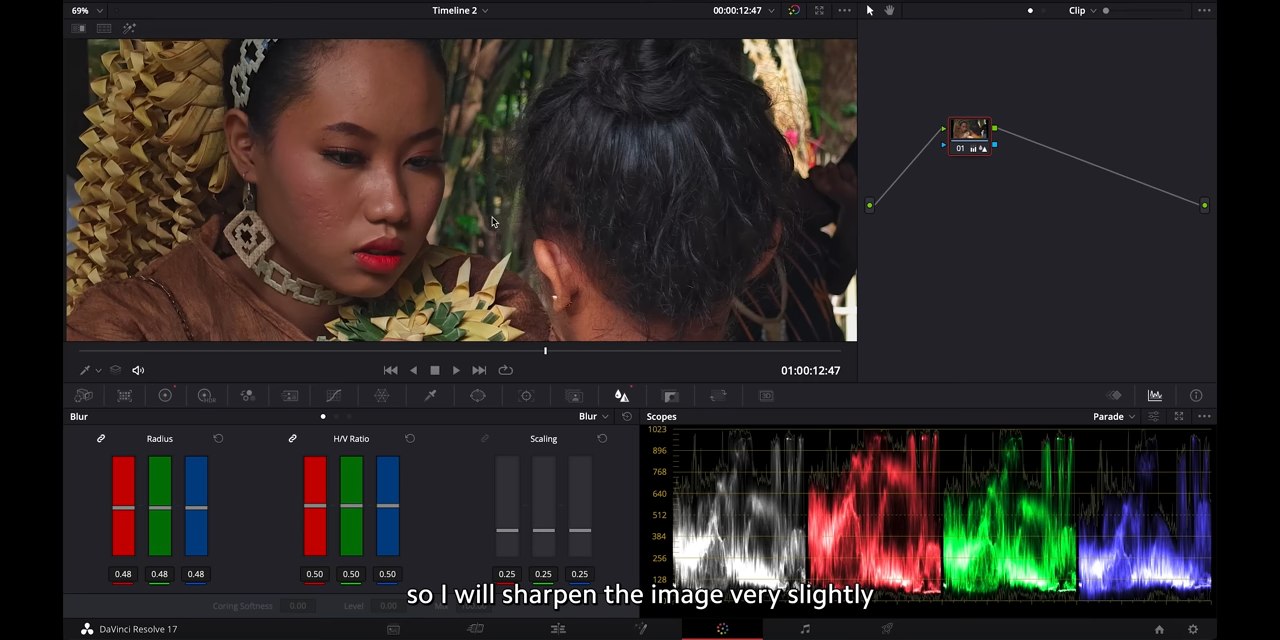 69%
Timeline 2
00:00:12:47
Clip
01
01:00:12:47
HDR
3D
Blur
Blur
Scopes
Parade
Radius
H/V Ratio
Scaling
1023
896
768
640
512
384
256
128
0.48
0.48
0.48
0.50
0.50
0.50
0.25
0.25
0.25
so I will sharpen the image very slightly
Coring Softness
0.00
Level
0.00
DaVinci Resolve 17